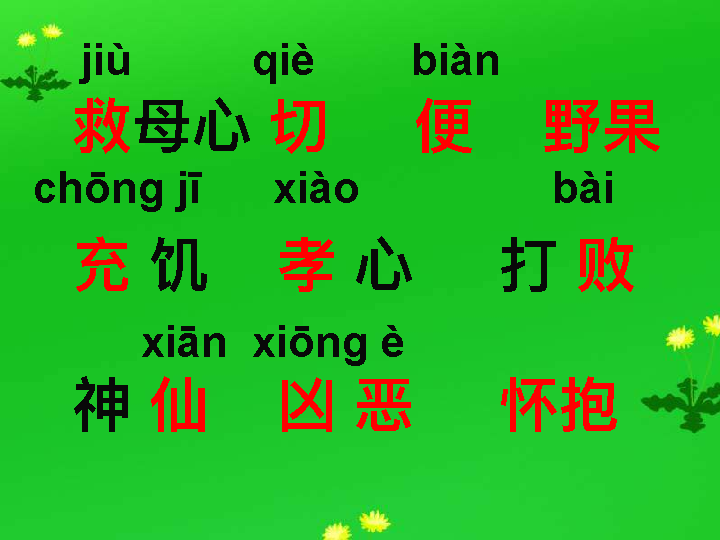 jiù qiè biàn
救母心 切 便 野果
chōng jī xiào bài
充 饥 孝 心 打 败
xiān xiōng è
神 仙 凶 恶 怀抱